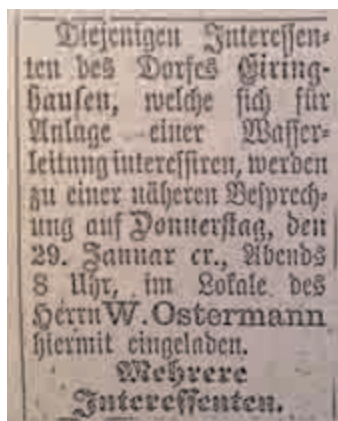 Diejenigen Interessen-
ten des Dorfes Eiring-
hausen, welche sich für
Anlage einer Wasser-
leitung interessiren, werden
zu einer näheren Besprech-
ung auf Donnerstag, den
29. Januar cr., Abends
8 Uhr, im Lokale des
Herrn W. Ostermann
hiermit eingeladen.
Mehrere
Interessenten.